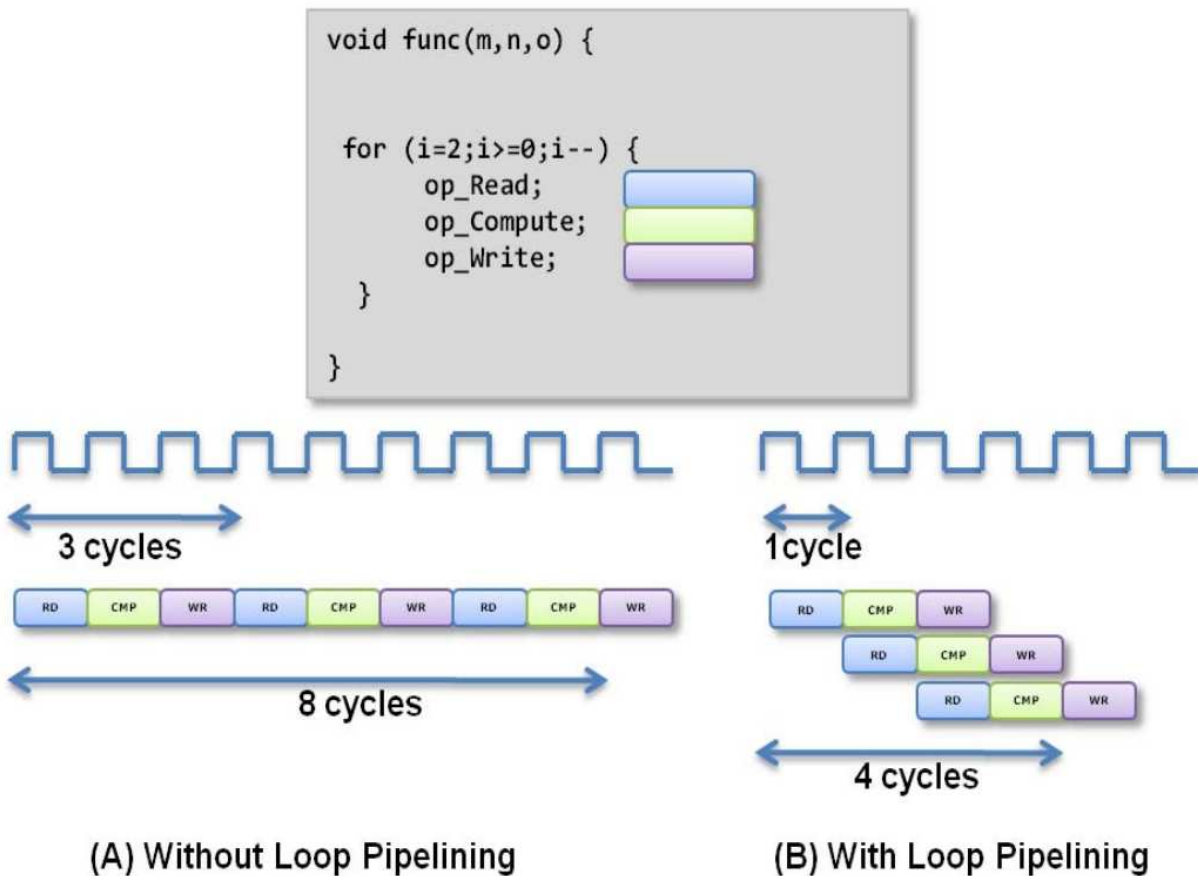 void func(m,n,o) {
for (i=2;i>=0;i--) {
op_Read;
op_Compute;
op_Write;
}
}
3 cycles
RD CMP WR RD CMP WR RD CMP WR
8 cycles
(A) Without Loop Pipelining
1cycle
RD CMP WR
RD CMP WR
RD CMP WR
4 cycles
(B) With Loop Pipelining